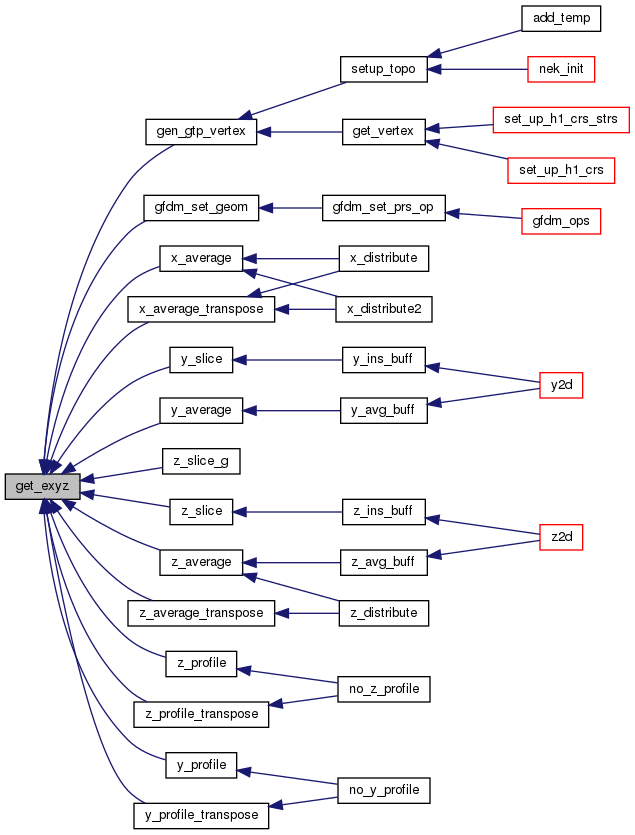 add_temp
setup_topo
nek_init
gen_gtp_vertex
get_vertex
set_up_h1_crs_strs
set_up_h1_crs
gfdm_set_geom
gfdm_set_prs_op
gfdm_ops
x_average
x_distribute
x_average_transpose
x_distribute2
y_slice
y_ins_buff
y2d
y_average
y_avg_buff
z_slice_g
get_exyz
z_slice
z_ins_buff
z2d
z_average
z_avg_buff
z_average_transpose
z_distribute
z_profile
no_z_profile
z_profile_transpose
y_profile
no_y_profile
y_profile_transpose